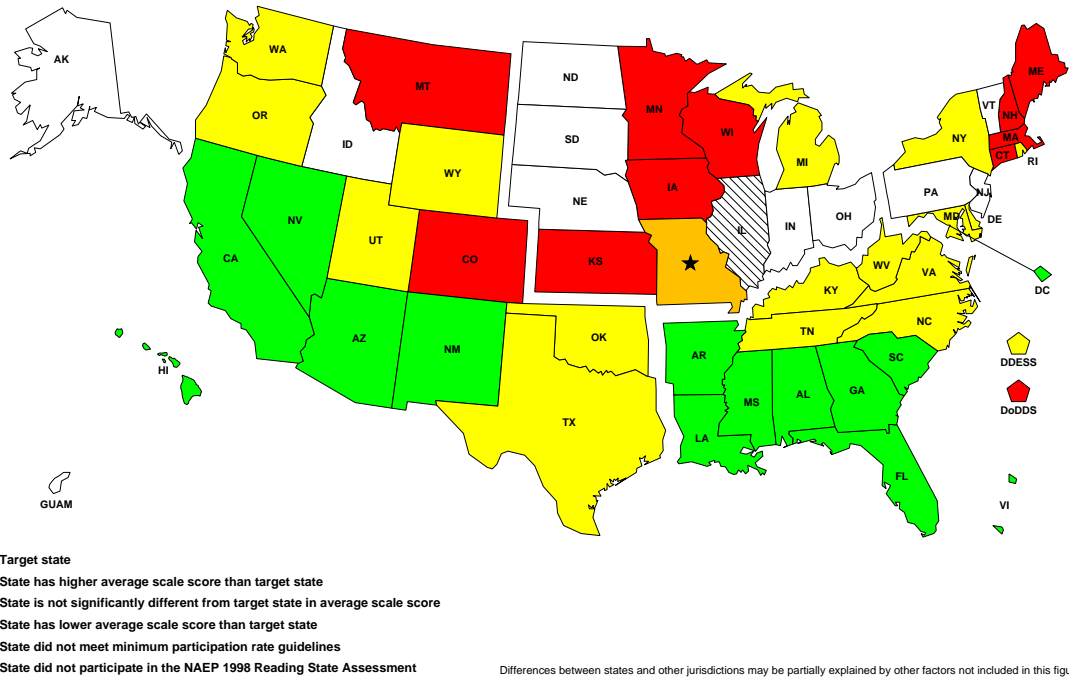 AK
WA
MT
ND
MN
ME
VT
NH
OR
ID
SD
WI
NY
MA
CT
RI
WY
MI
IA
PA
NJ
NE
NV
UT
IL
IN
OH
MD
DE
CA
CO
KS
WV
VA
DC
KY
HI
AZ
NM
OK
TN
NC
AR
SC
DDESS
MS
AL
GA
DoDDS
TX
LA
FL
GUAM
VI
Target state
State has higher average scale score than target state
State is not significantly different from target state in average scale score
State has lower average scale score than target state
State did not meet minimum participation rate guidelines
State did not participate in the NAEP 1998 Reading State Assessment
Differences between states and other jurisdictions may be partially explained by other factors not included in this figu